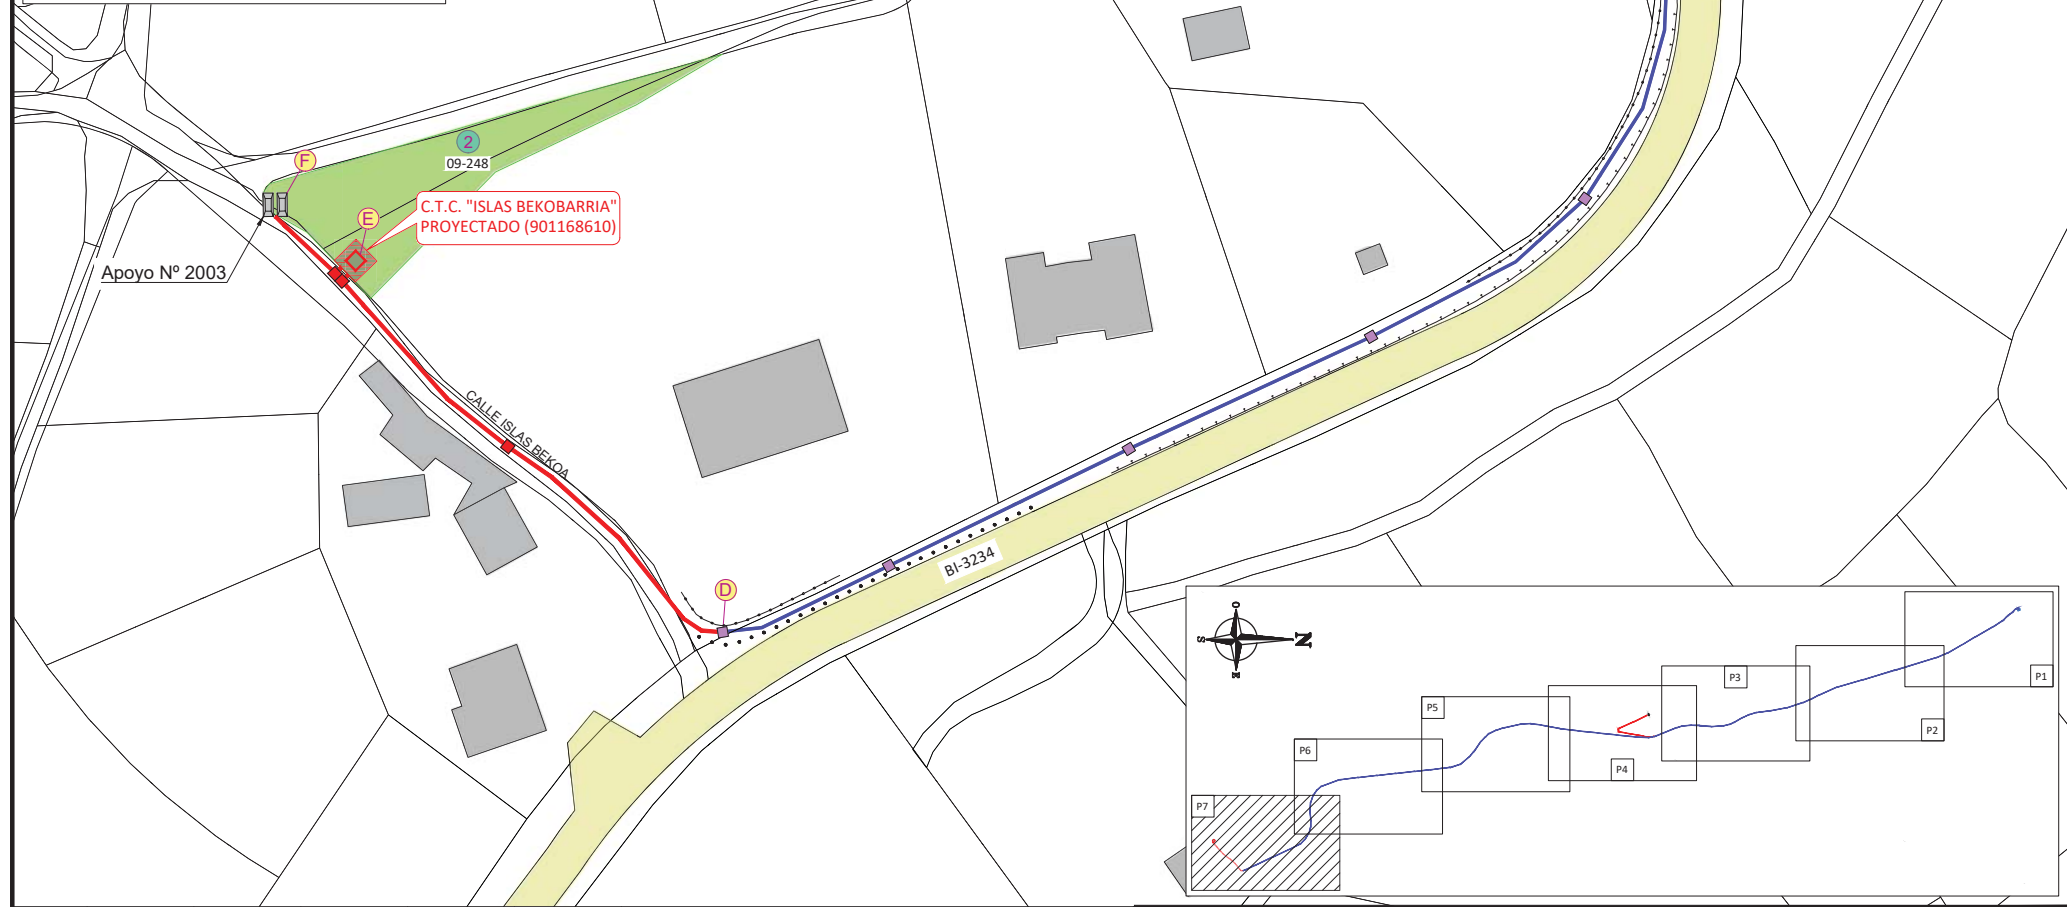 2
09-248
F
E
C.T.C. "ISLAS BEKOBARRIA"
PROYECTADO (901168610)
Apoyo Nº 2003
CALLE ISLAS BEKOA
D
BI-3234
O
S
N
E
P1
P2
P3
P4
P5
P6
P7